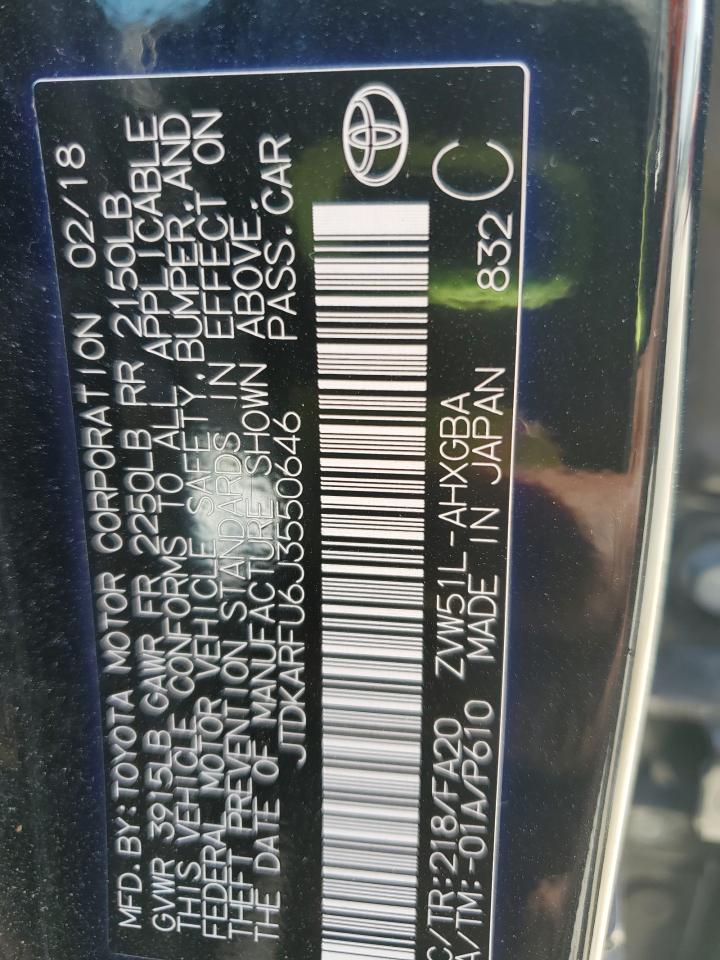 MFD.BY:TOYOTA MOTOR CORPORATION 02/18
GVWR 3915LB GAWR FR 2250LB RR 2150LB
THIS VEHICLE CONFORMS TO ALL APPLICABLE
FEDERAL MOTOR VEHICLE SAFETY, BUMPER, AND
THEFT PREVENTION STANDARDS IN EFFECT ON
THE DATE OF MANUFACTURE SHOWN ABOVE.
JTDKARFU6J3550646 PASS.CAR
C/TR:218/FA20 ZVW51L-AHXGBA 832 C
A/TM:-01A/P610 MADE IN JAPAN